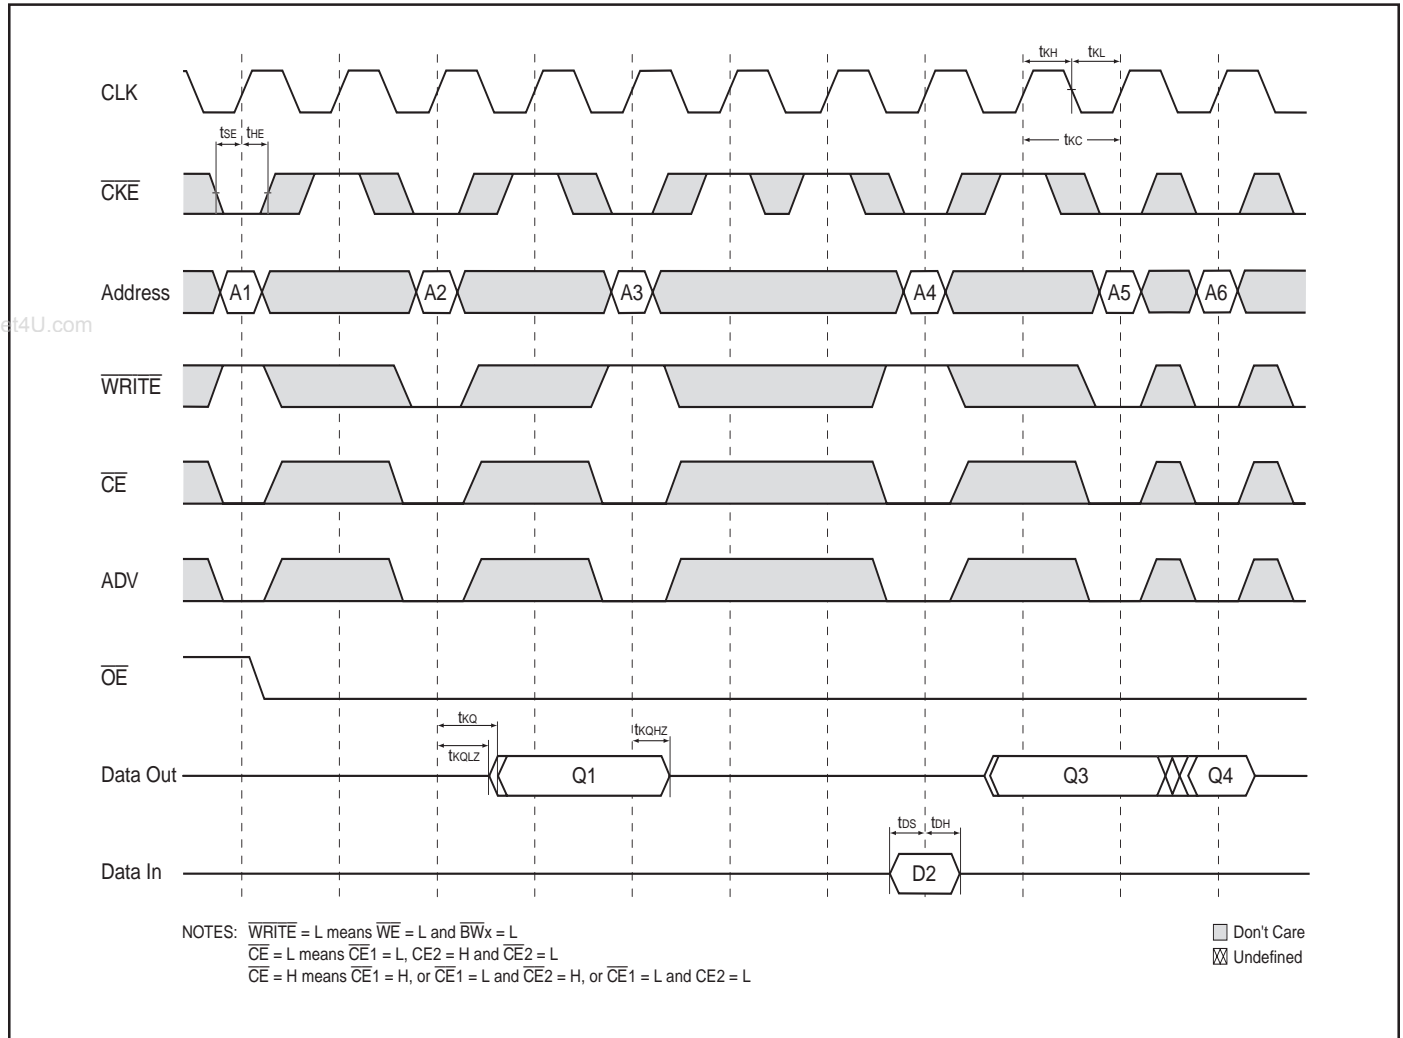 tKH tKL
CLK
tSE tHE
tKC
CKE
Address A1 A2 A3 A4 A5 A6
et4U.com
WRITE
CE
ADV
OE
tKQ
tKQHZ
tKQLZ
Data Out Q1 Q3 Q4
tDS tDH
Data In D2
NOTES: WRITE = L means WE = L and BWx = L
CE = L means CE1 = L, CE2 = H and CE2 = L
CE = H means CE1 = H, or CE1 = L and CE2 = H, or CE1 = L and CE2 = L
Don't Care
Undefined